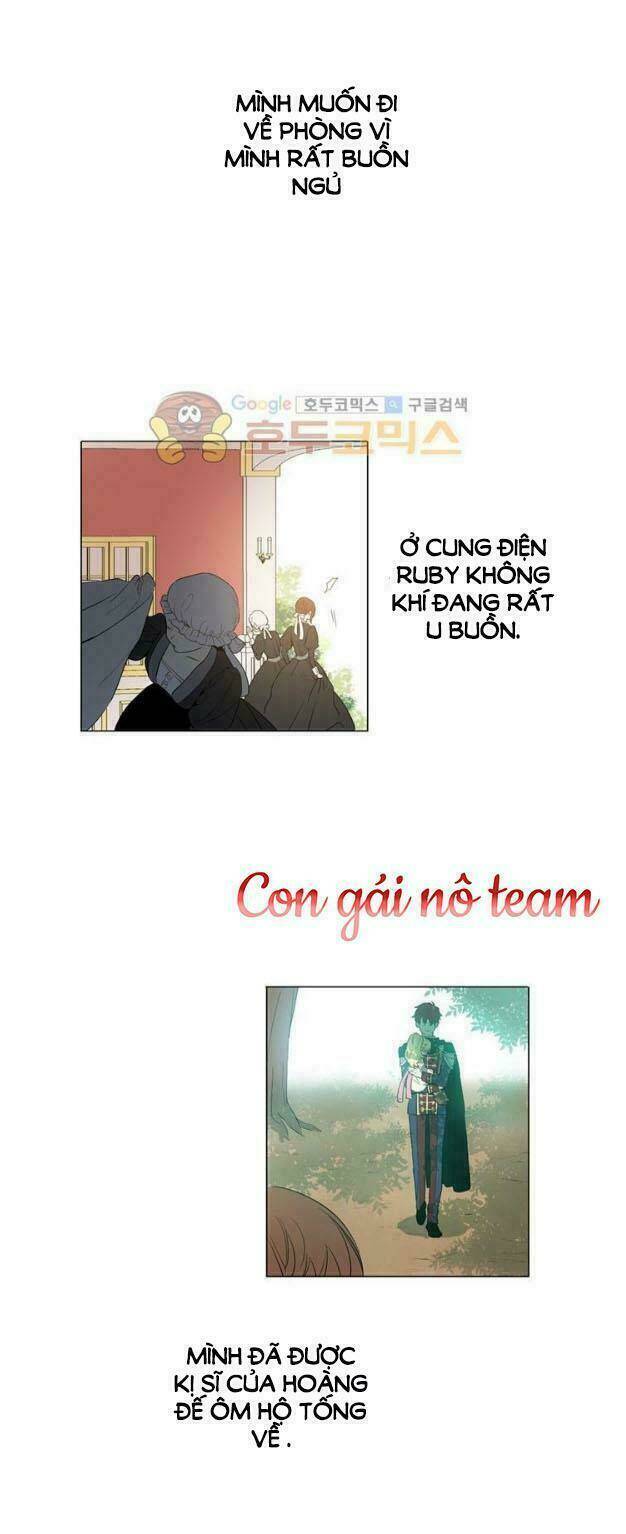 MÌNH MUỐN ĐI
VỀ PHÒNG VÌ
MÌNH RẤT BUỒN
NGỦ
Google 호두코믹스 구글검색
호두코믹스
Ở CUNG ĐIỆN
RUBY KHÔNG
KHÍ ĐANG RẤT
U BUỒN.
Con gái nô team
MÌNH ĐÃ ĐƯỢC
KỊ SĨ CỦA HOÀNG
ĐẾ ÔM HỘ TỐNG
VỀ .